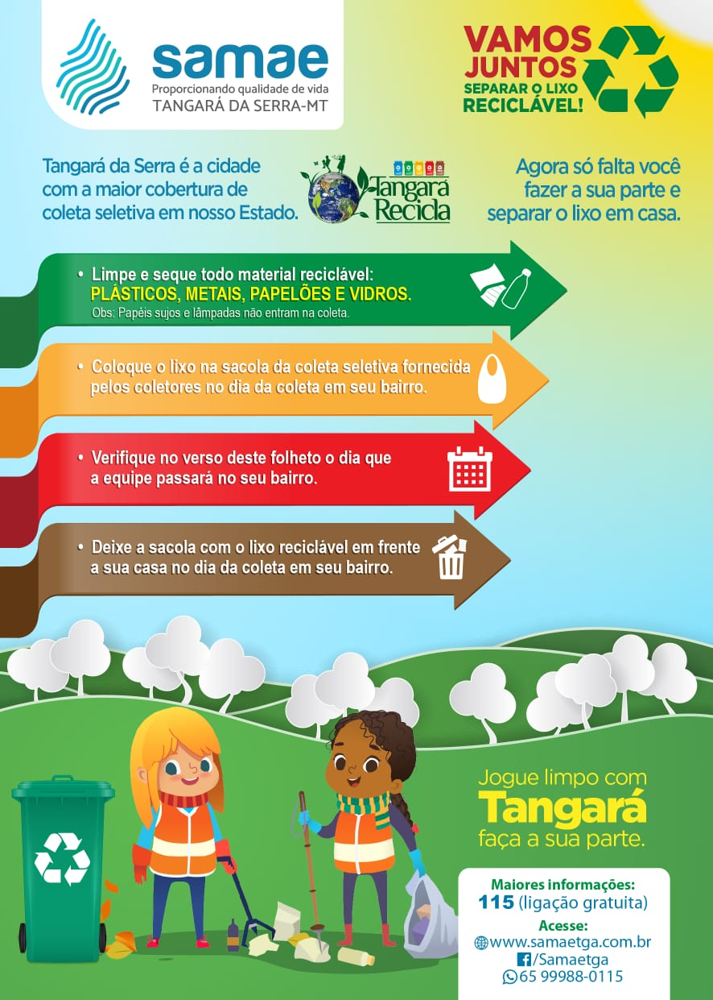 samae
Proporcionando qualidade de vida
TANGARÁ DA SERRA-MT
VAMOS
JUNTOS
SEPARAR O LIXO
RECICLÁVEL!
Tangará da Serra é a cidade
com a maior cobertura de
coleta seletiva em nosso Estado.
Tangará
Recicla
Agora só falta você
fazer a sua parte e
separar o lixo em casa.
• Limpe e seque todo material reciclável:
PLÁSTICOS, METAIS, PAPELÕES E VIDROS.
Obs: Papéis sujos e lâmpadas não entram na coleta.
• Coloque o lixo na sacola da coleta seletiva fornecida
pelos coletores no dia da coleta em seu bairro.
• Verifique no verso deste folheto o dia que
a equipe passará no seu bairro.
• Deixe a sacola com o lixo reciclável em frente
a sua casa no dia da coleta em seu bairro.
Jogue limpo com
Tangará
faça a sua parte.
Maiores informações:
115 (ligação gratuita)
Acesse:
www.samaetga.com.br
/Samaetga
65 99988-0115